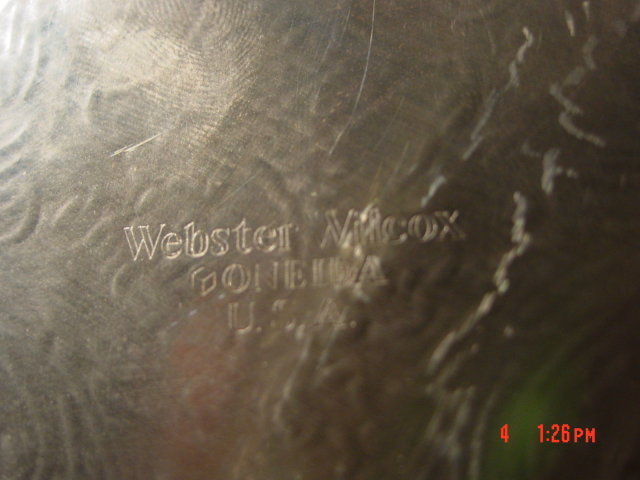 Webster Wilcox
ONEIDA
U.S.A.
4 1:26PM